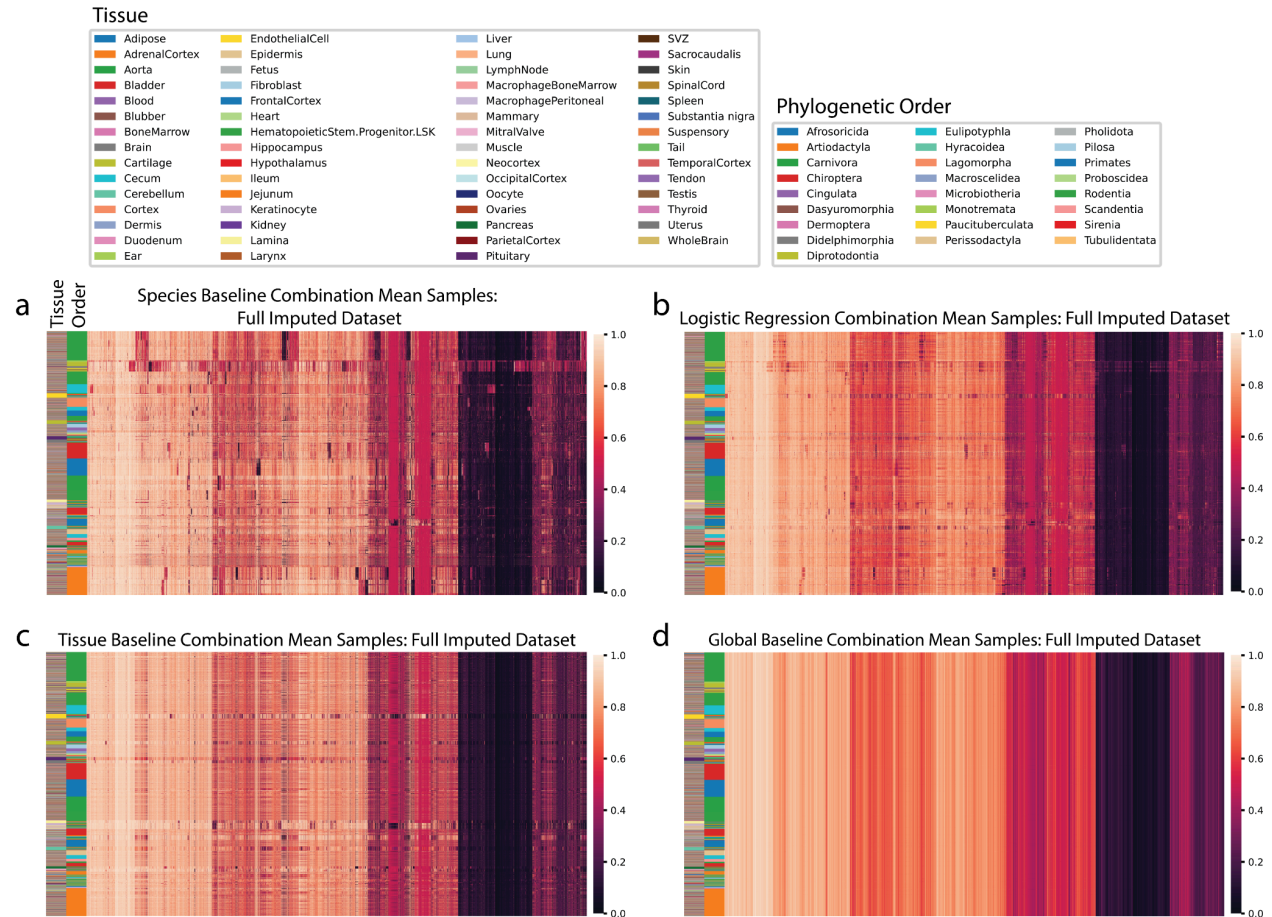 Tissue
Adipose
AdrenalCortex
Aorta
Bladder
Blood
Blubber
BoneMarrow
Brain
Cartilage
Cecum
Cerebellum
Cortex
Dermis
Duodenum
Ear
EndothelialCell
Epidermis
Fetus
Fibroblast
FrontalCortex
Heart
HematopoieticStem.Progenitor.LSK
Hippocampus
Hypothalamus
Ileum
Jejunum
Keratinocyte
Kidney
Lamina
Larynx
Liver
Lung
LymphNode
MacrophageBoneMarrow
MacrophagePeritoneal
Mammary
MitralValve
Muscle
Neocortex
OccipitalCortex
Oocyte
Ovaries
Pancreas
ParietalCortex
Pituitary
SVZ
Sacrocaudalis
Skin
SpinalCord
Spleen
Substantia nigra
Suspensory
Tail
TemporalCortex
Tendon
Testis
Thyroid
Uterus
WholeBrain
Phylogenetic Order
Afrosoricida
Artiodactyla
Carnivora
Chiroptera
Cingulata
Dasyuromorphia
Dermoptera
Didelphimorphia
Diprotodontia
Eulipotyphla
Hyracoidea
Lagomorpha
Macroscelidea
Microbiotheria
Monotremata
Paucituberculata
Perissodactyla
Pholidota
Pilosa
Primates
Proboscidea
Rodentia
Scandentia
Sirenia
Tubulidentata
a
Tissue
Order
Species Baseline Combination Mean Samples:
Full Imputed Dataset
1.0
0.8
0.6
0.4
0.2
0.0
b
Logistic Regression Combination Mean Samples: Full Imputed Dataset
1.0
0.8
0.6
0.4
0.2
0.0
c
Tissue Baseline Combination Mean Samples: Full Imputed Dataset
1.0
0.8
0.6
0.4
0.2
0.0
d
Global Baseline Combination Mean Samples: Full Imputed Dataset
1.0
0.8
0.6
0.4
0.2
0.0